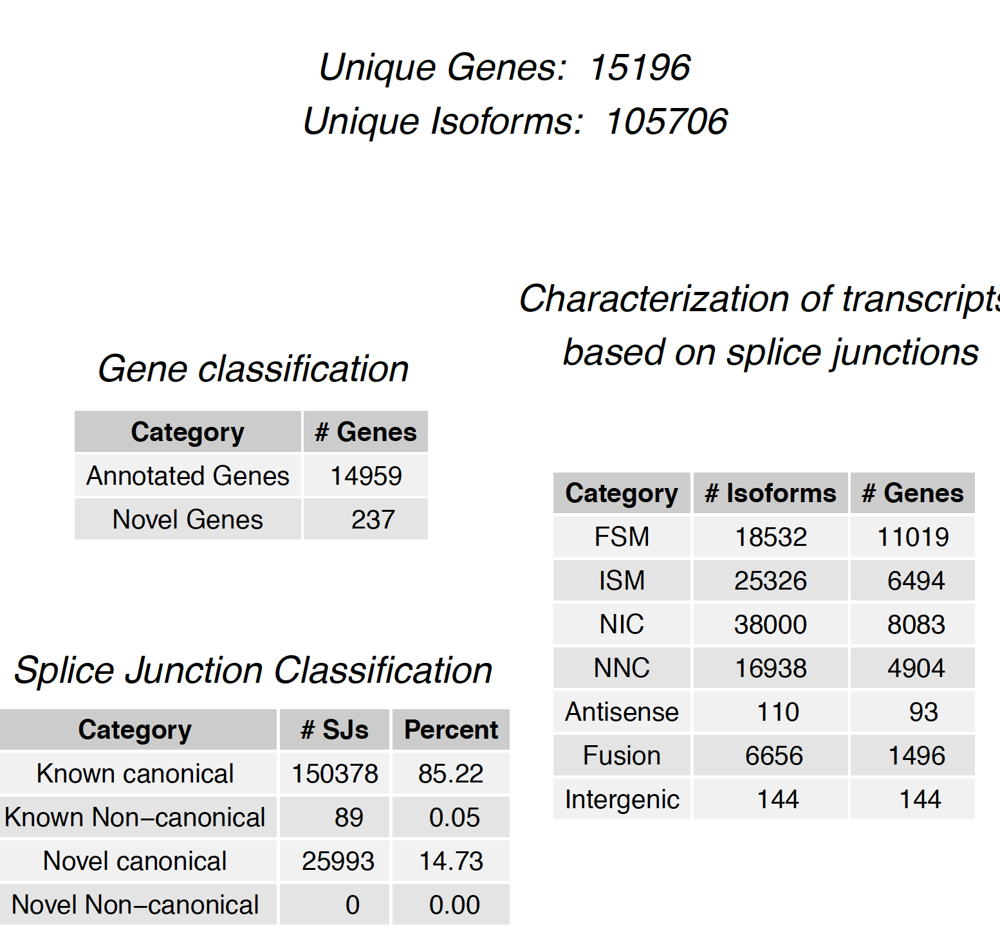 Unique Genes: 15196
Unique Isoforms: 105706
Gene classification
Category # Genes
Annotated Genes 14959
Novel Genes 237
Splice Junction Classification
Category # SJs Percent
Known canonical 150378 85.22
Known Non−canonical 89 0.05
Novel canonical 25993 14.73
Novel Non−canonical 0 0.00
Characterization of transcripts
based on splice junctions
Category # Isoforms # Genes
FSM 18532 11019
ISM 25326 6494
NIC 38000 8083
NNC 16938 4904
Antisense 110 93
Fusion 6656 1496
Intergenic 144 144